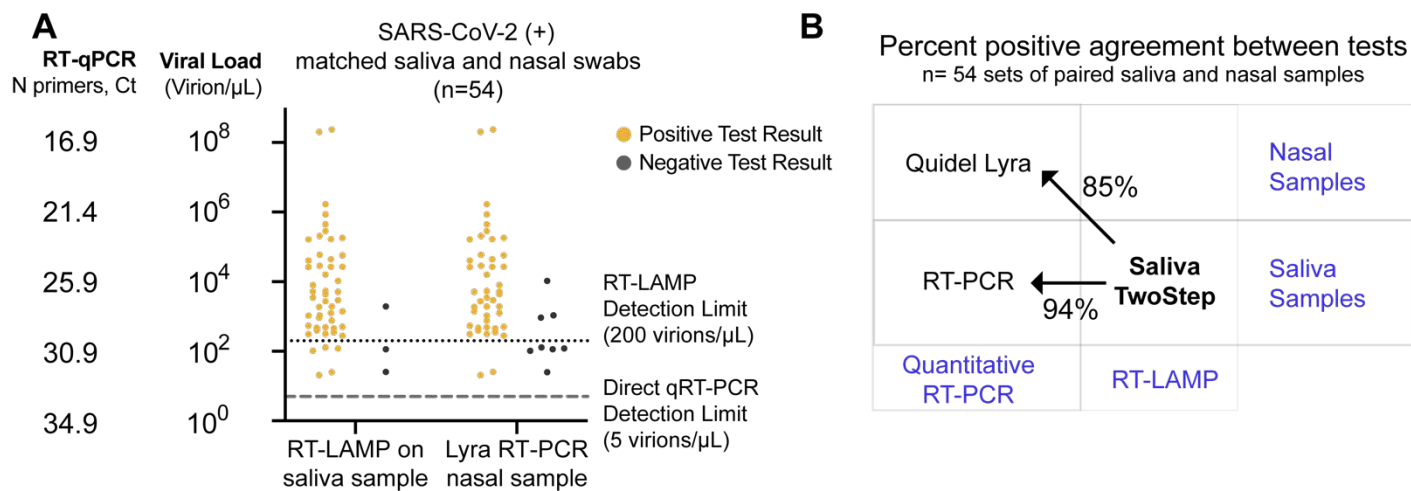 A
SARS-CoV-2 (+)
matched saliva and nasal swabs
(n=54)
RT-qPCR
N primers, Ct
Viral Load
(Virion/µL)
Positive Test Result
Negative Test Result
16.9
10^8
21.4
10^6
25.9
10^4
30.9
10^2
34.9
10^0
RT-LAMP
Detection Limit
(200 virions/µL)
Direct qRT-PCR
Detection Limit
(5 virions/µL)
RT-LAMP on
saliva sample
Lyra RT-PCR
nasal sample
B
Percent positive agreement between tests
n= 54 sets of paired saliva and nasal samples
Quidel Lyra
85%
Nasal
Samples
RT-PCR
94%
Saliva
TwoStep
Saliva
Samples
Quantitative
RT-PCR
RT-LAMP